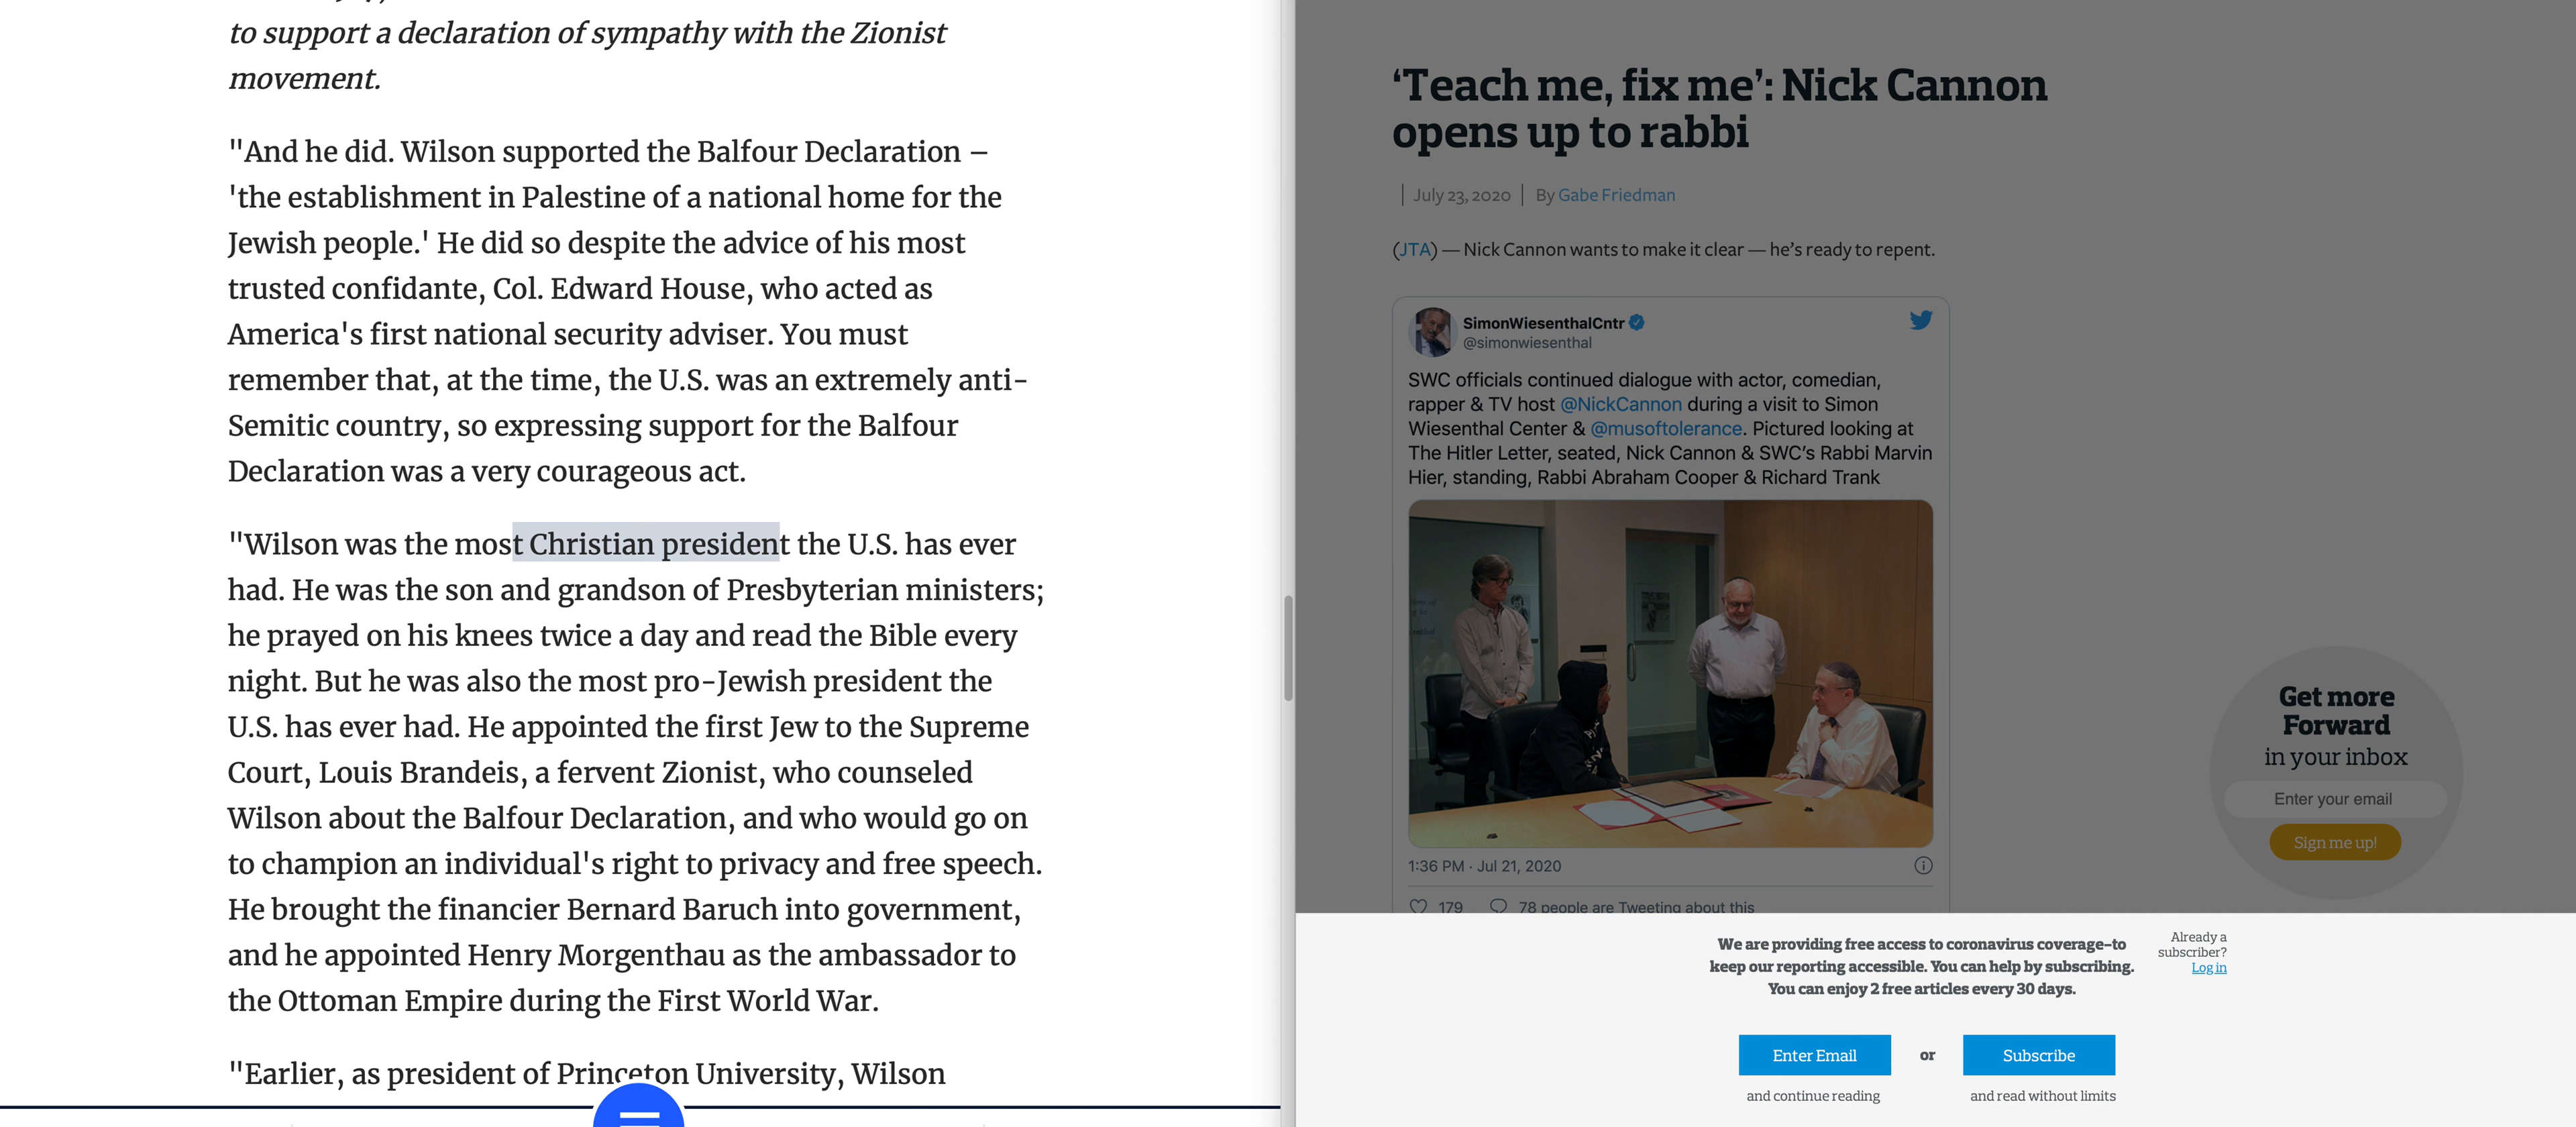 to support a declaration of sympathy with the Zionist
movement.
"And he did. Wilson supported the Balfour Declaration –
'the establishment in Palestine of a national home for the
Jewish people.' He did so despite the advice of his most
trusted confidante, Col. Edward House, who acted as
America's first national security adviser. You must
remember that, at the time, the U.S. was an extremely anti-
Semitic country, so expressing support for the Balfour
Declaration was a very courageous act.
"Wilson was the most Christian president the U.S. has ever
had. He was the son and grandson of Presbyterian ministers;
he prayed on his knees twice a day and read the Bible every
night. But he was also the most pro-Jewish president the
U.S. has ever had. He appointed the first Jew to the Supreme
Court, Louis Brandeis, a fervent Zionist, who counseled
Wilson about the Balfour Declaration, and who would go on
to champion an individual's right to privacy and free speech.
He brought the financier Bernard Baruch into government,
and he appointed Henry Morgenthau as the ambassador to
the Ottoman Empire during the First World War.
"Earlier, as president of Princeton University, Wilson
‘Teach me, fix me’: Nick Cannon
opens up to rabbi
July 23, 2020 | By Gabe Friedman
(JTA) — Nick Cannon wants to make it clear — he’s ready to repent.
SimonWiesenthalCntr
@simonwiesenthal
SWC officials continued dialogue with actor, comedian,
rapper & TV host @NickCannon during a visit to Simon
Wiesenthal Center & @musoftolerance. Pictured looking at
The Hitler Letter, seated, Nick Cannon & SWC's Rabbi Marvin
Hier, standing, Rabbi Abraham Cooper & Richard Trank
1:36 PM · Jul 21, 2020
179 78 people are Tweeting about this
Get more
Forward
in your inbox
Enter your email
Sign me up!
We are providing free access to coronavirus coverage–to
keep our reporting accessible. You can help by subscribing.
You can enjoy 2 free articles every 30 days.
Already a
subscriber?
Log in
Enter Email or Subscribe
and continue reading and read without limits